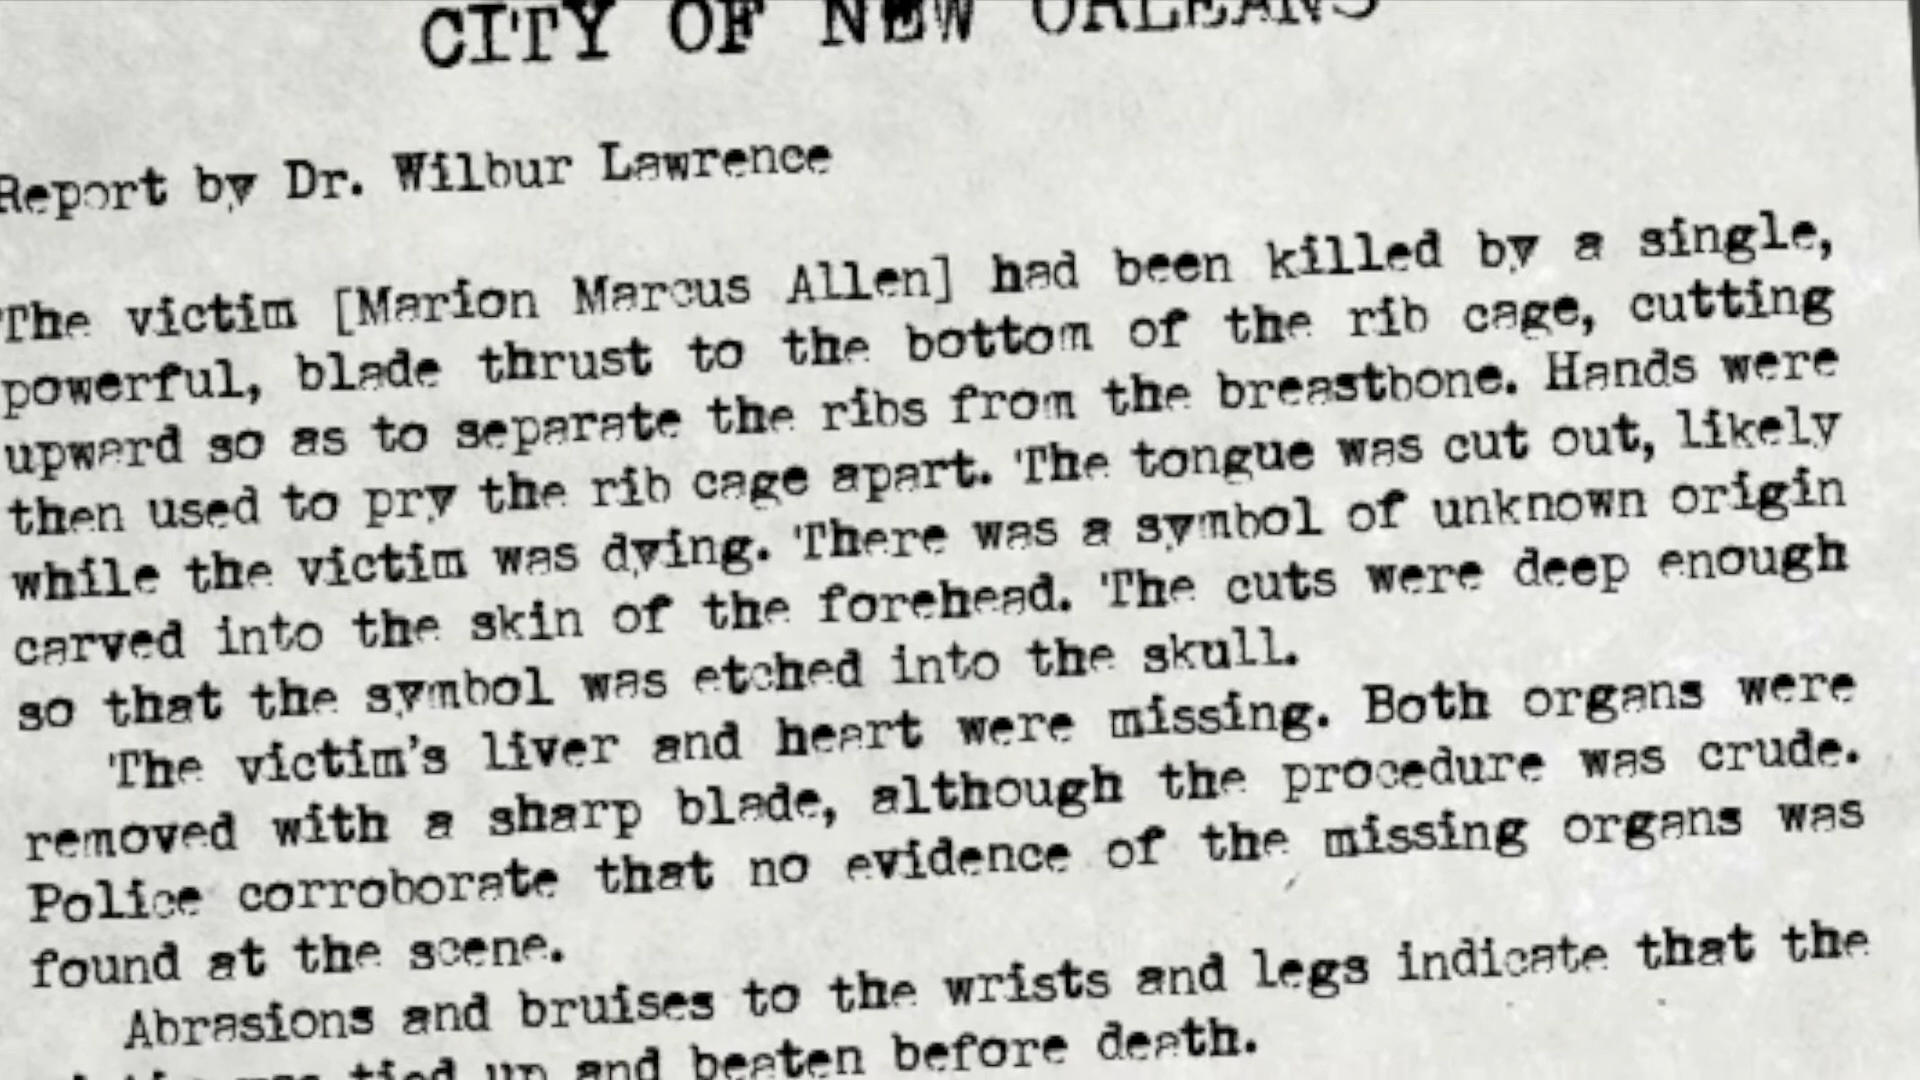 CITY OF NEW ORLEANS
Report by Dr. Wilbur Lawrence
The victim [Marion Marcus Allen] had been killed by a single,
powerful, blade thrust to the bottom of the rib cage, cutting
upward so as to separate the ribs from the breastbone. Hands were
then used to pry the rib cage apart. The tongue was cut out, likely
while the victim was dying. There was a symbol of unknown origin
carved into the skin of the forehead. The cuts were deep enough
so that the symbol was etched into the skull.
The victim's liver and heart were missing. Both organs were
removed with a sharp blade, although the procedure was crude.
Police corroborate that no evidence of the missing organs was
found at the scene.
Abrasions and bruises to the wrists and legs indicate that the
victim was tied up and beaten before death.